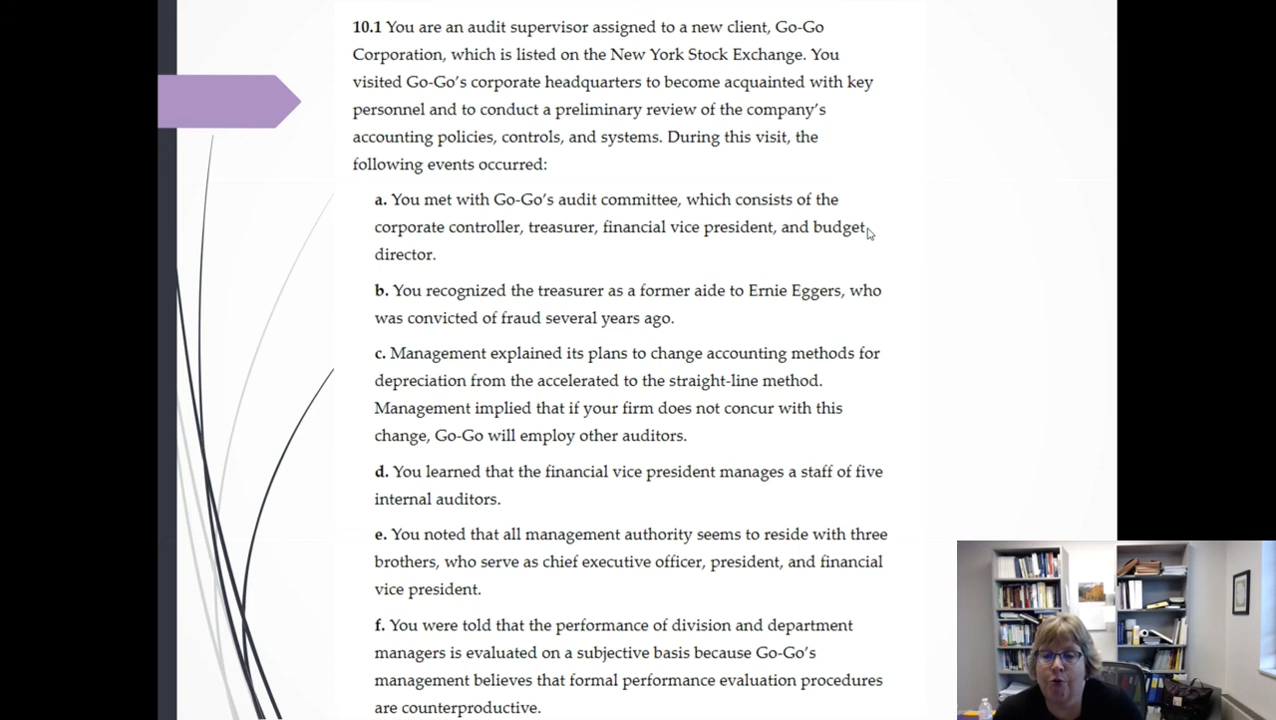 10.1 You are an audit supervisor assigned to a new client, Go-Go
Corporation, which is listed on the New York Stock Exchange. You
visited Go-Go's corporate headquarters to become acquainted with key
personnel and to conduct a preliminary review of the company's
accounting policies, controls, and systems. During this visit, the
following events occurred:
a. You met with Go-Go's audit committee, which consists of the
corporate controller, treasurer, financial vice president, and budget
director.
b. You recognized the treasurer as a former aide to Ernie Eggers, who
was convicted of fraud several years ago.
c. Management explained its plans to change accounting methods for
depreciation from the accelerated to the straight-line method.
Management implied that if your firm does not concur with this
change, Go-Go will employ other auditors.
d. You learned that the financial vice president manages a staff of five
internal auditors.
e. You noted that all management authority seems to reside with three
brothers, who serve as chief executive officer, president, and financial
vice president.
f. You were told that the performance of division and department
managers is evaluated on a subjective basis because Go-Go's
management believes that formal performance evaluation procedures
are counterproductive.